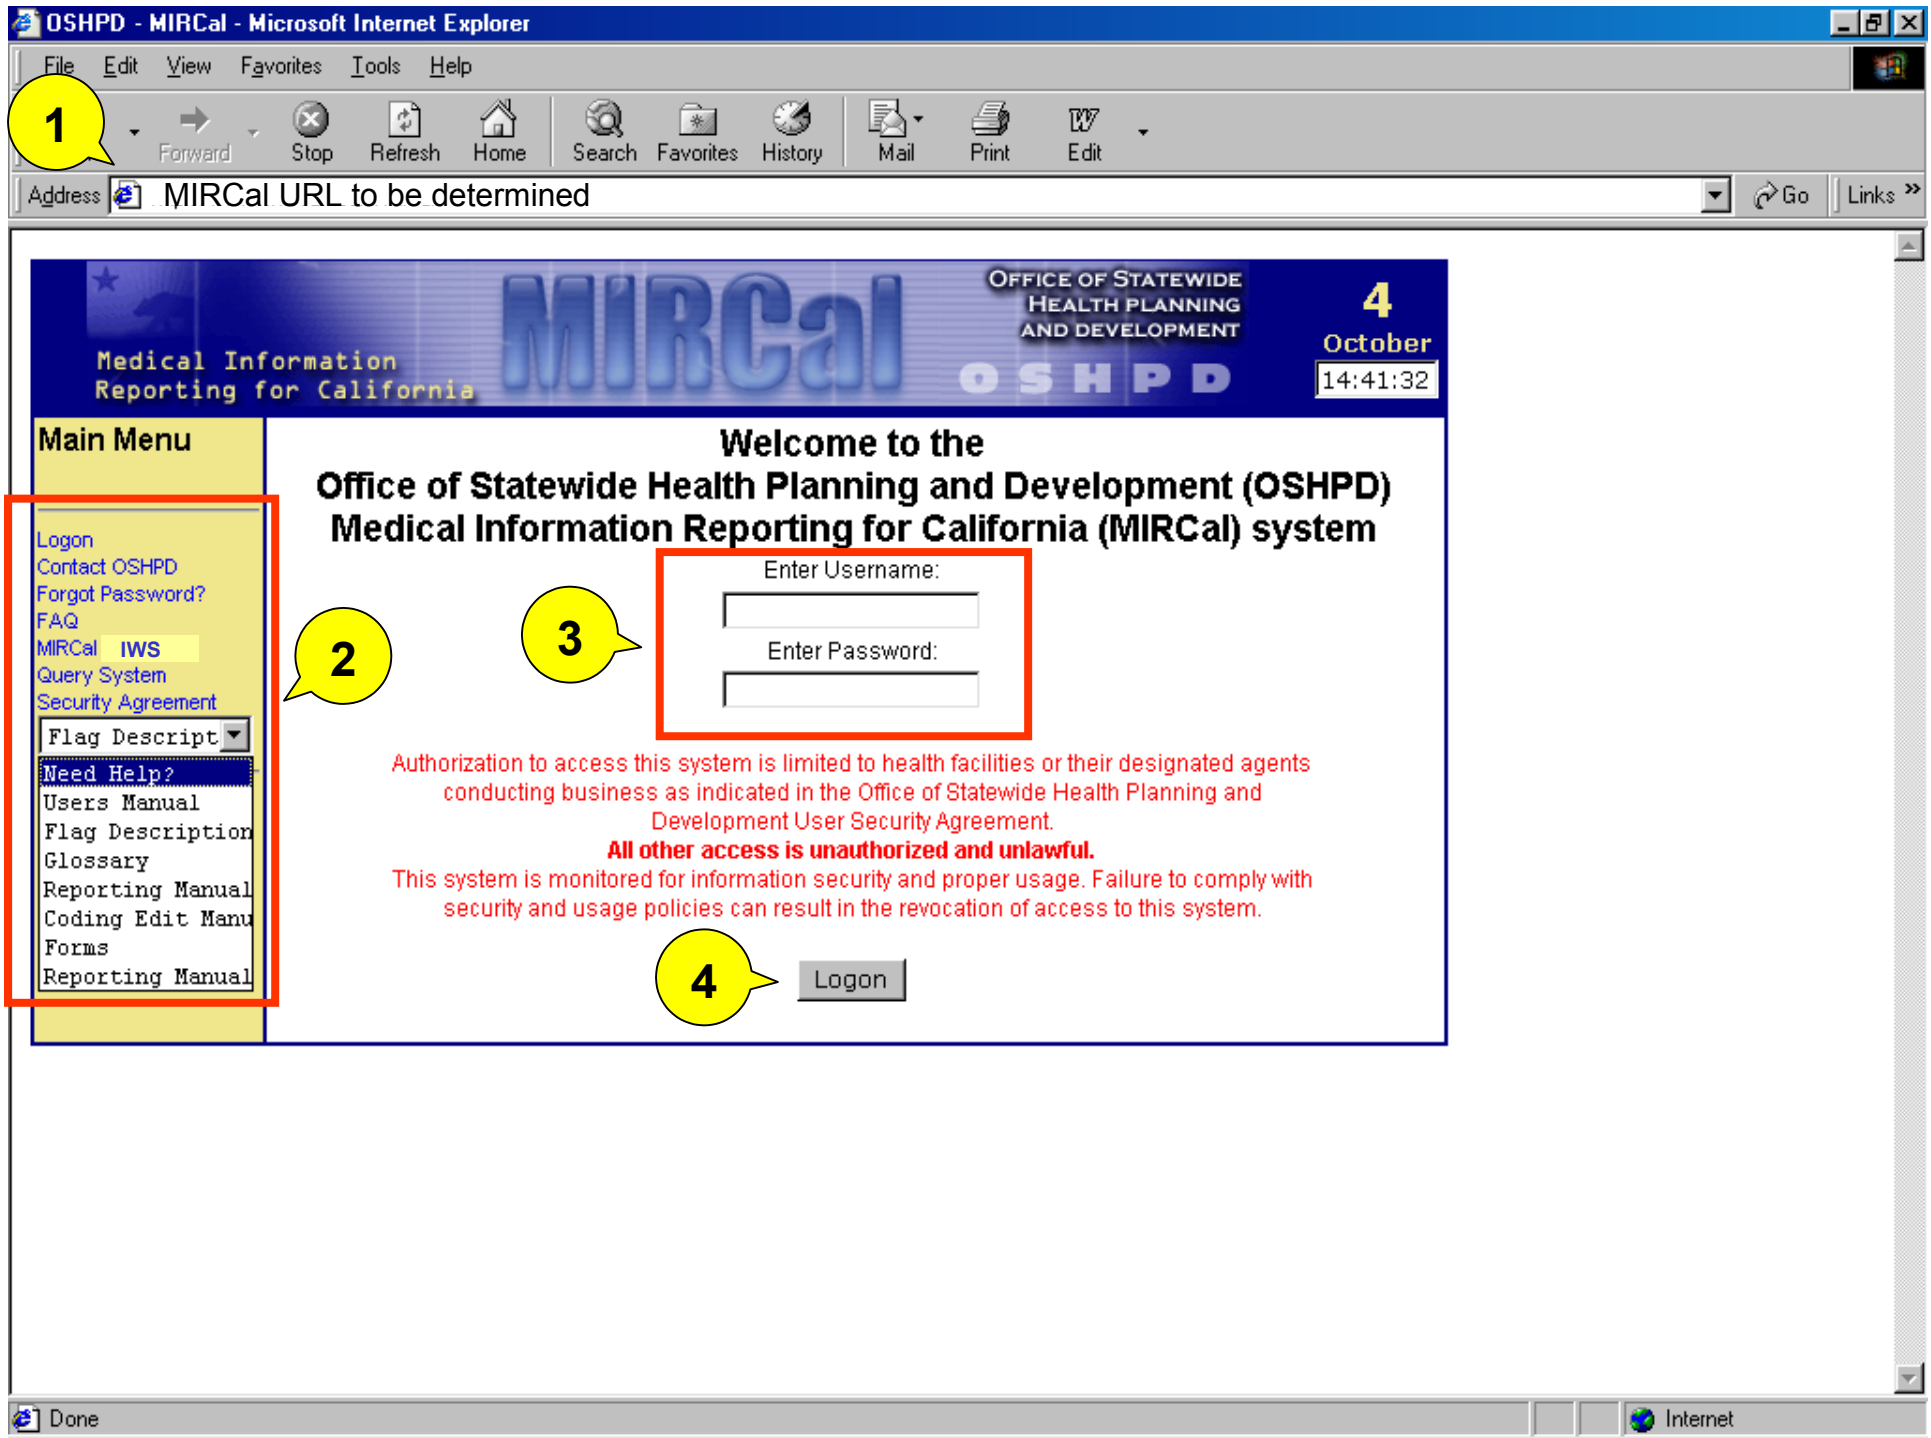 OSHPD - MIRCal - Microsoft Internet Explorer
File Edit View Favorites Tools Help
1
Forward Stop Refresh Home Search Favorites History Mail Print Edit
Address MIRCal URL to be determined Go Links »
Medical Information
Reporting for California
MIRCal
OFFICE OF STATEWIDE
HEALTH PLANNING
AND DEVELOPMENT
OSHPD
4
October
14:41:32
Main Menu
Logon
Contact OSHPD
Forgot Password?
FAQ
MIRCal IWS
Query System
Security Agreement
Flag Descript
Need Help?
Users Manual
Flag Description
Glossary
Reporting Manual
Coding Edit Manu
Forms
Reporting Manual
2
Welcome to the
Office of Statewide Health Planning and Development (OSHPD)
Medical Information Reporting for California (MIRCal) system
3
Enter Username:
Enter Password:
Authorization to access this system is limited to health facilities or their designated agents
conducting business as indicated in the Office of Statewide Health Planning and
Development User Security Agreement.
All other access is unauthorized and unlawful.
This system is monitored for information security and proper usage. Failure to comply with
security and usage policies can result in the revocation of access to this system.
4
Logon
Done
Internet